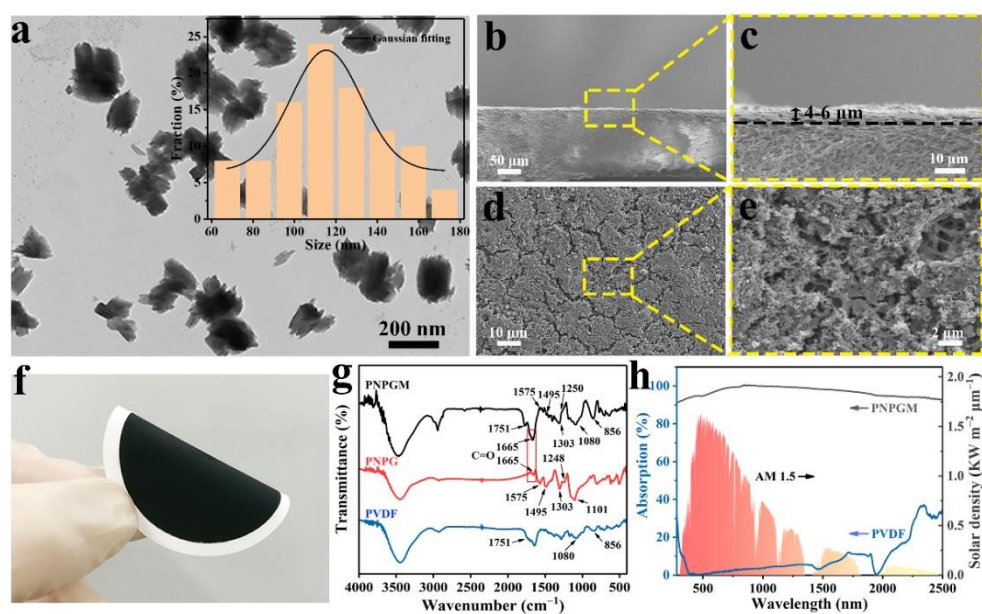 a
Gaussian fitting
Fraction (%)
25
20
15
10
5
0
60 80 100 120 140 160 180
Size (nm)
200 nm
b
50 μm
c
4-6 μm
10 μm
d
10 μm
e
2 μm
f
g
Transmittance (%)
PNPGM
1575
1495
1250
1751
1665
1303
1080
856
C=O
PNPG
1665
1248
1575
1495
1303
1101
PVDF
1751
1080
856
4000 3500 3000 2500 2000 1500 1000 500
Wavenumber (cm⁻¹)
h
Absorption (%)
100
80
60
40
20
0
PNPGM
AM 1.5
PVDF
2.0
1.5
1.0
0.5
0.0
Solar density (KW m⁻² μm⁻¹)
500 1000 1500 2000 2500
Wavelength (nm)